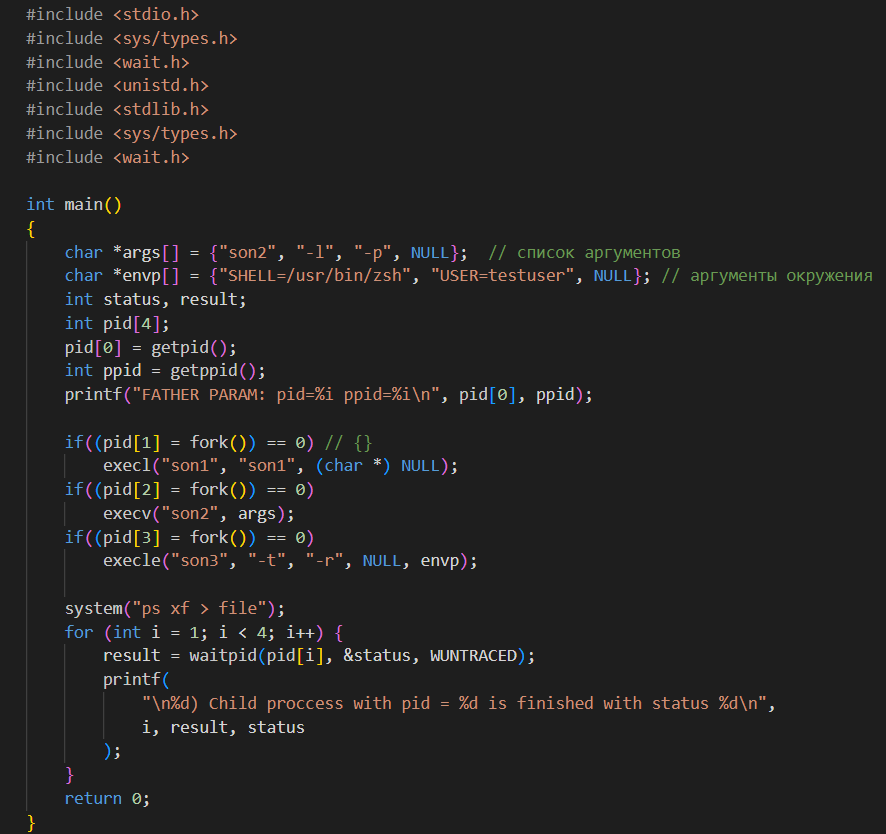 #include <stdio.h>
#include <sys/types.h>
#include <wait.h>
#include <unistd.h>
#include <stdlib.h>
#include <sys/types.h>
#include <wait.h>

int main()
{
    char *args[] = {"son2", "-l", "-p", NULL};  // список аргументов
    char *envp[] = {"SHELL=/usr/bin/zsh", "USER=testuser", NULL}; // аргументы окружения
    int status, result;
    int pid[4];
    pid[0] = getpid();
    int ppid = getppid();
    printf("FATHER PARAM: pid=%i ppid=%i\n", pid[0], ppid);

    if((pid[1] = fork()) == 0) // {}
        execl("son1", "son1", (char *) NULL);
    if((pid[2] = fork()) == 0)
        execv("son2", args);
    if((pid[3] = fork()) == 0)
        execle("son3", "-t", "-r", NULL, envp);

    system("ps xf > file");
    for (int i = 1; i < 4; i++) {
        result = waitpid(pid[i], &status, WUNTRACED);
        printf(
            "\n%d) Child proccess with pid = %d is finished with status %d\n",
            i, result, status
        );
    }
    return 0;
}